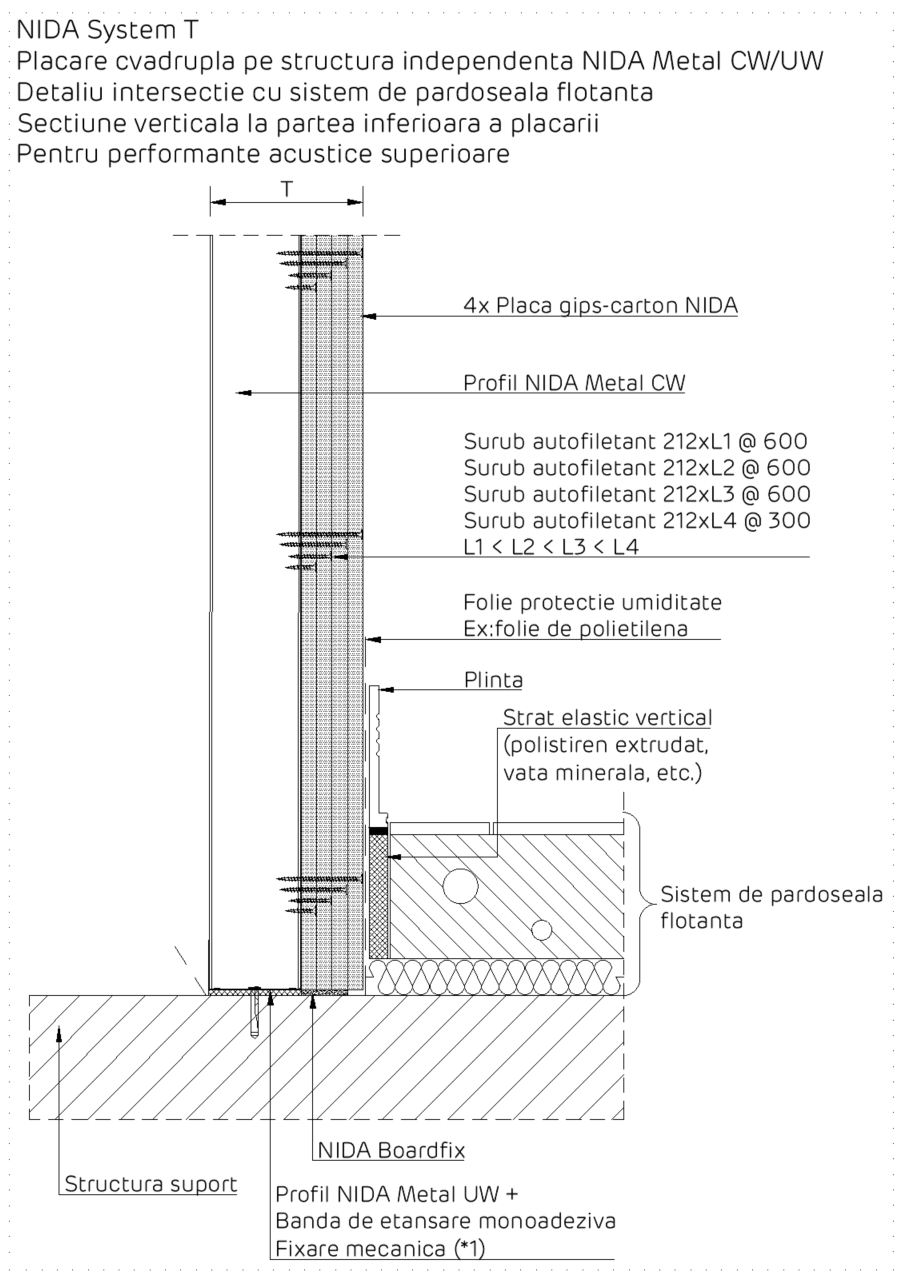 NIDA System T
Placare cvadrupla pe structura independenta NIDA Metal CW/UW
Detaliu intersectie cu sistem de pardoseala flotanta
Sectiune verticala la partea inferioara a placarii
Pentru performante acustice superioare
T
4x Placa gips-carton NIDA
Profil NIDA Metal CW
Surub autofiletant 212xL1 @ 600
Surub autofiletant 212xL2 @ 600
Surub autofiletant 212xL3 @ 600
Surub autofiletant 212xL4 @ 300
L1 < L2 < L3 < L4
Folie protectie umiditate
Ex:folie de polietilena
Plinta
Strat elastic vertical
(polistiren extrudat,
vata minerala, etc.)
Sistem de pardoseala
flotanta
NIDA Boardfix
Structura suport
Profil NIDA Metal UW +
Banda de etansare monoadeziva
Fixare mecanica (*1)